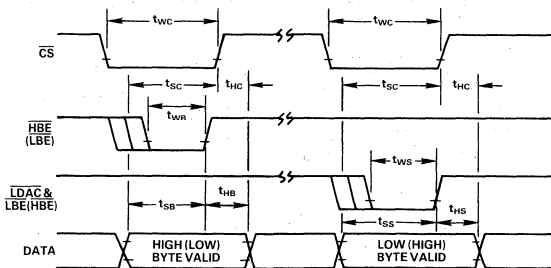 tWC tWC
CS
tSC tHC tSC tHC
tWB
HBE
(LBE)
tWS
LDAC &
LBE(HBE)
tSB tHB tSS tHS
DATA HIGH (LOW) LOW (HIGH)
BYTE VALID BYTE VALID